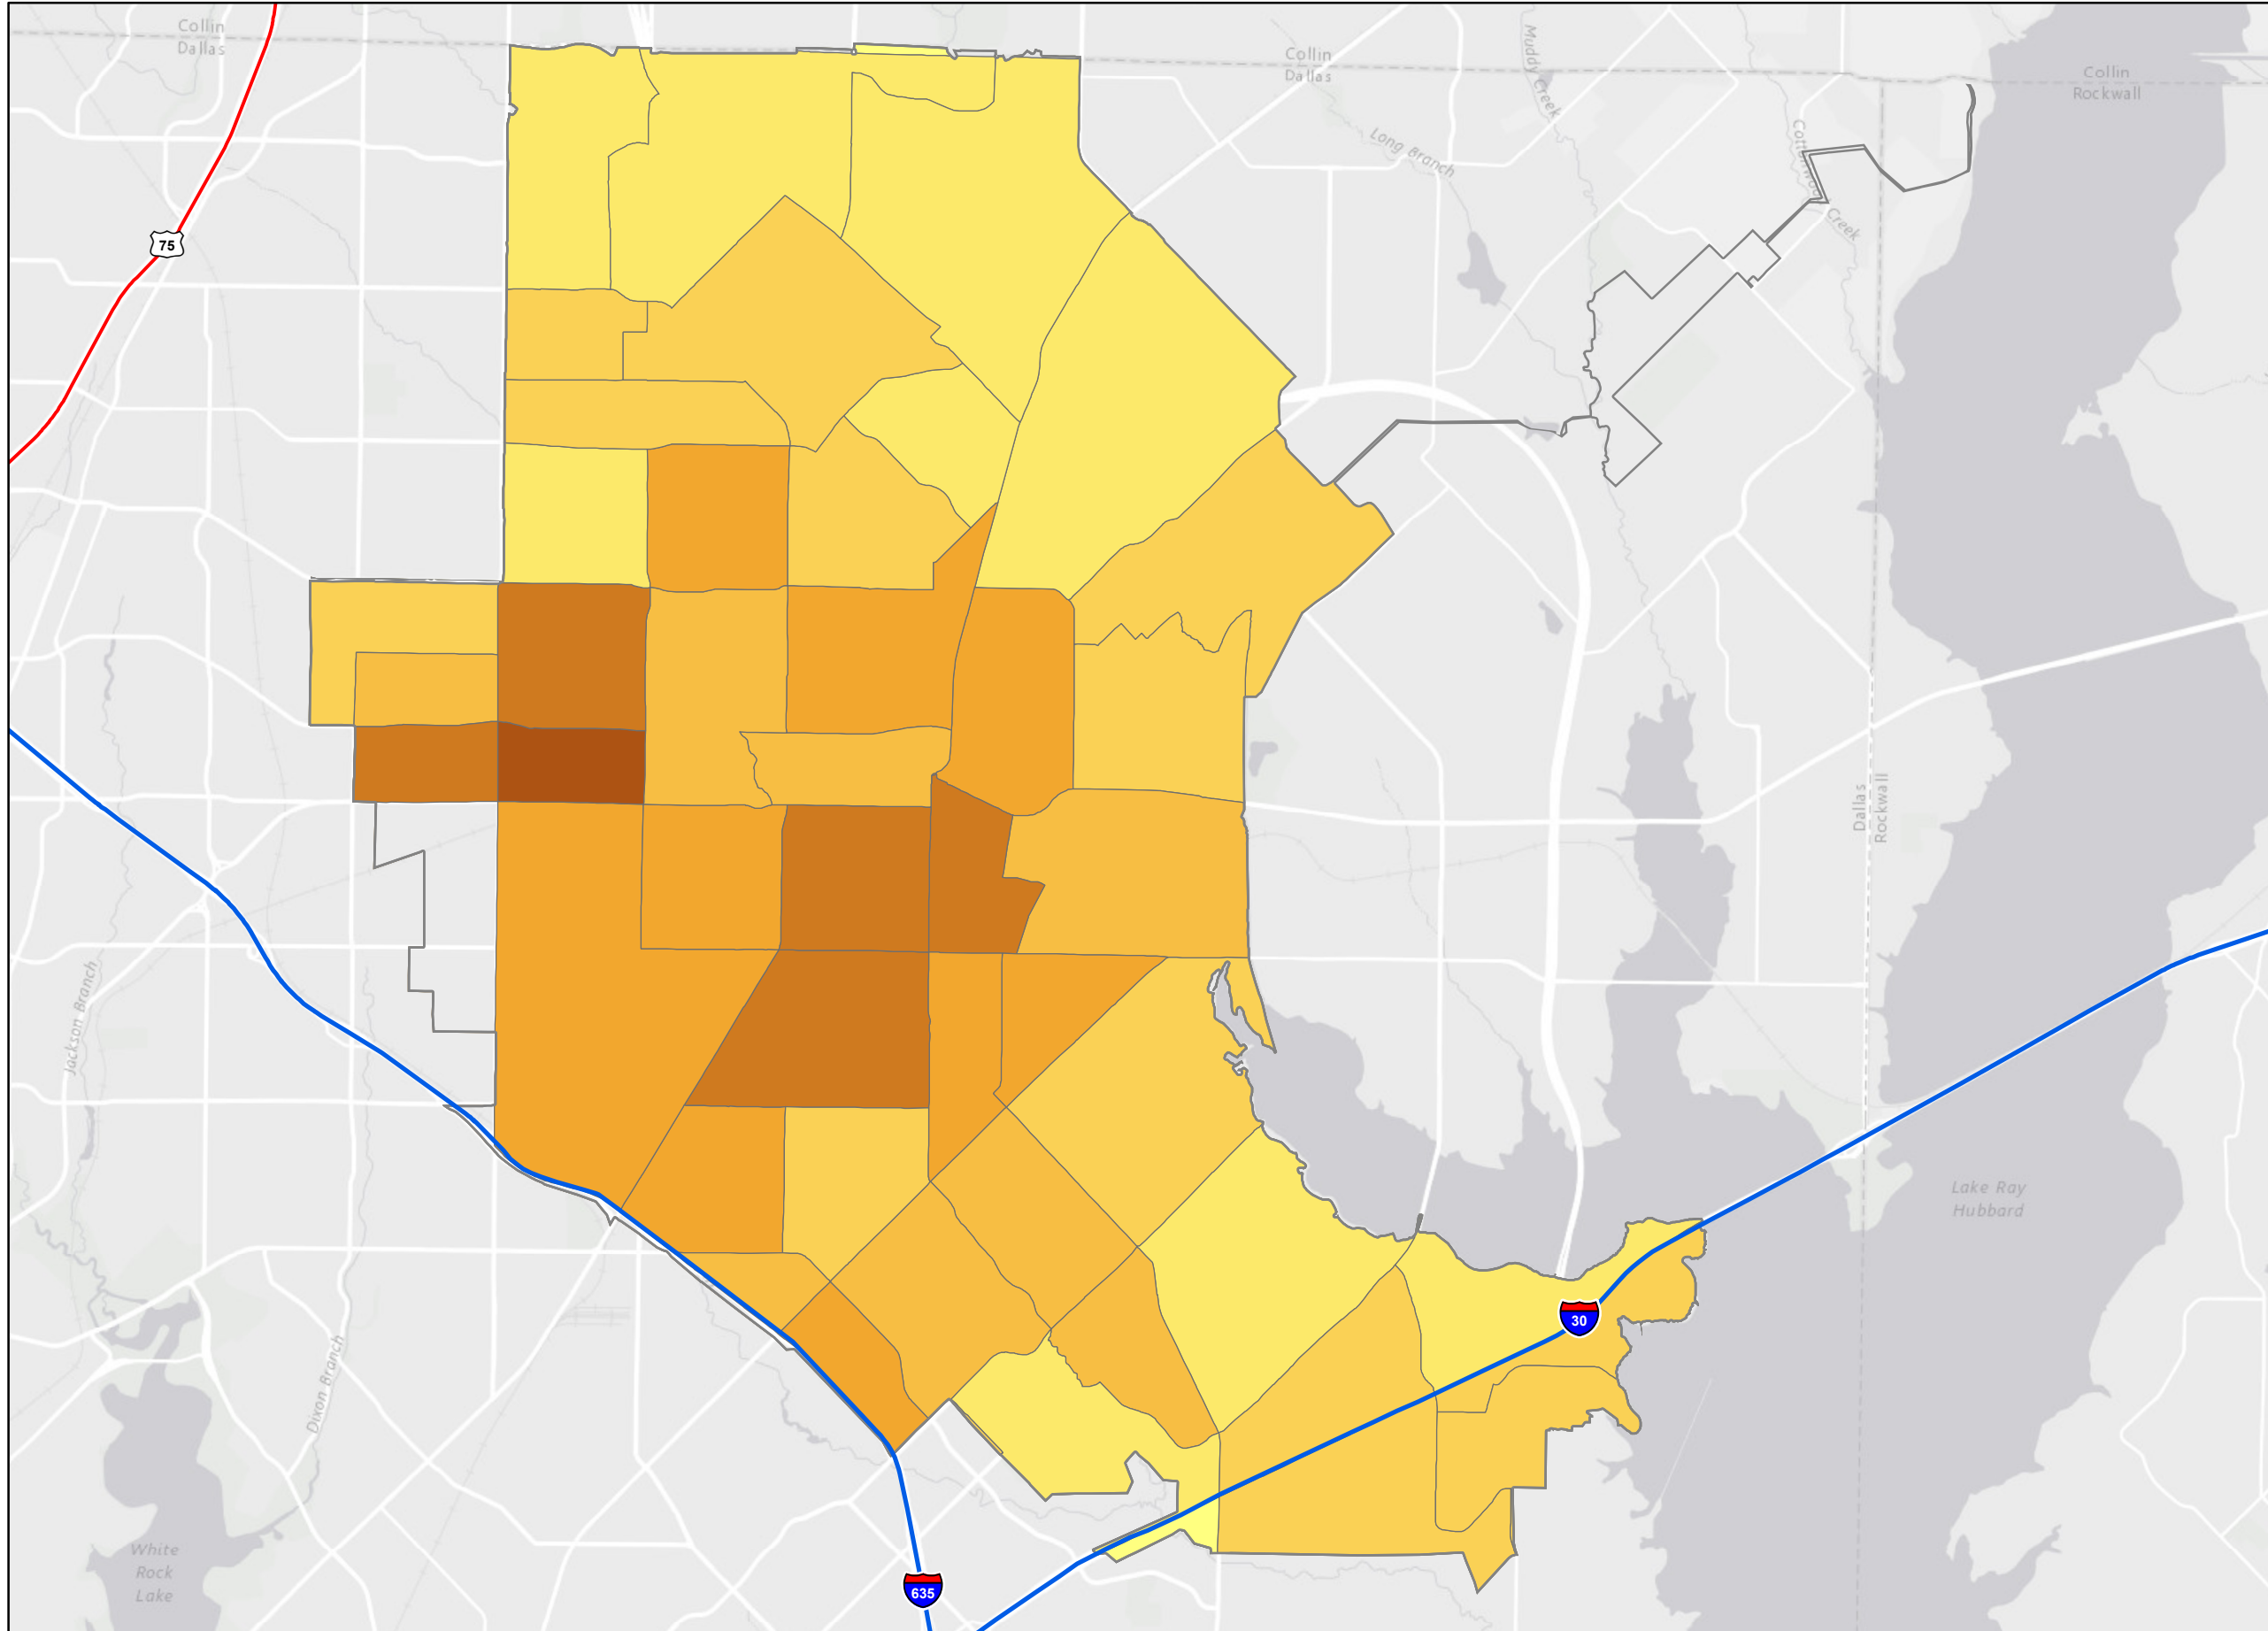 Collin
Dallas
Collin
Dallas
Muddy Creek
Collin
Rockwall
Long Branch
Cottonwood
Creek
75
Dallas
Rockwall
Jackson Branch
Lake Ray
Hubbard
30
Dixon Branch
White
Rock
Lake
635